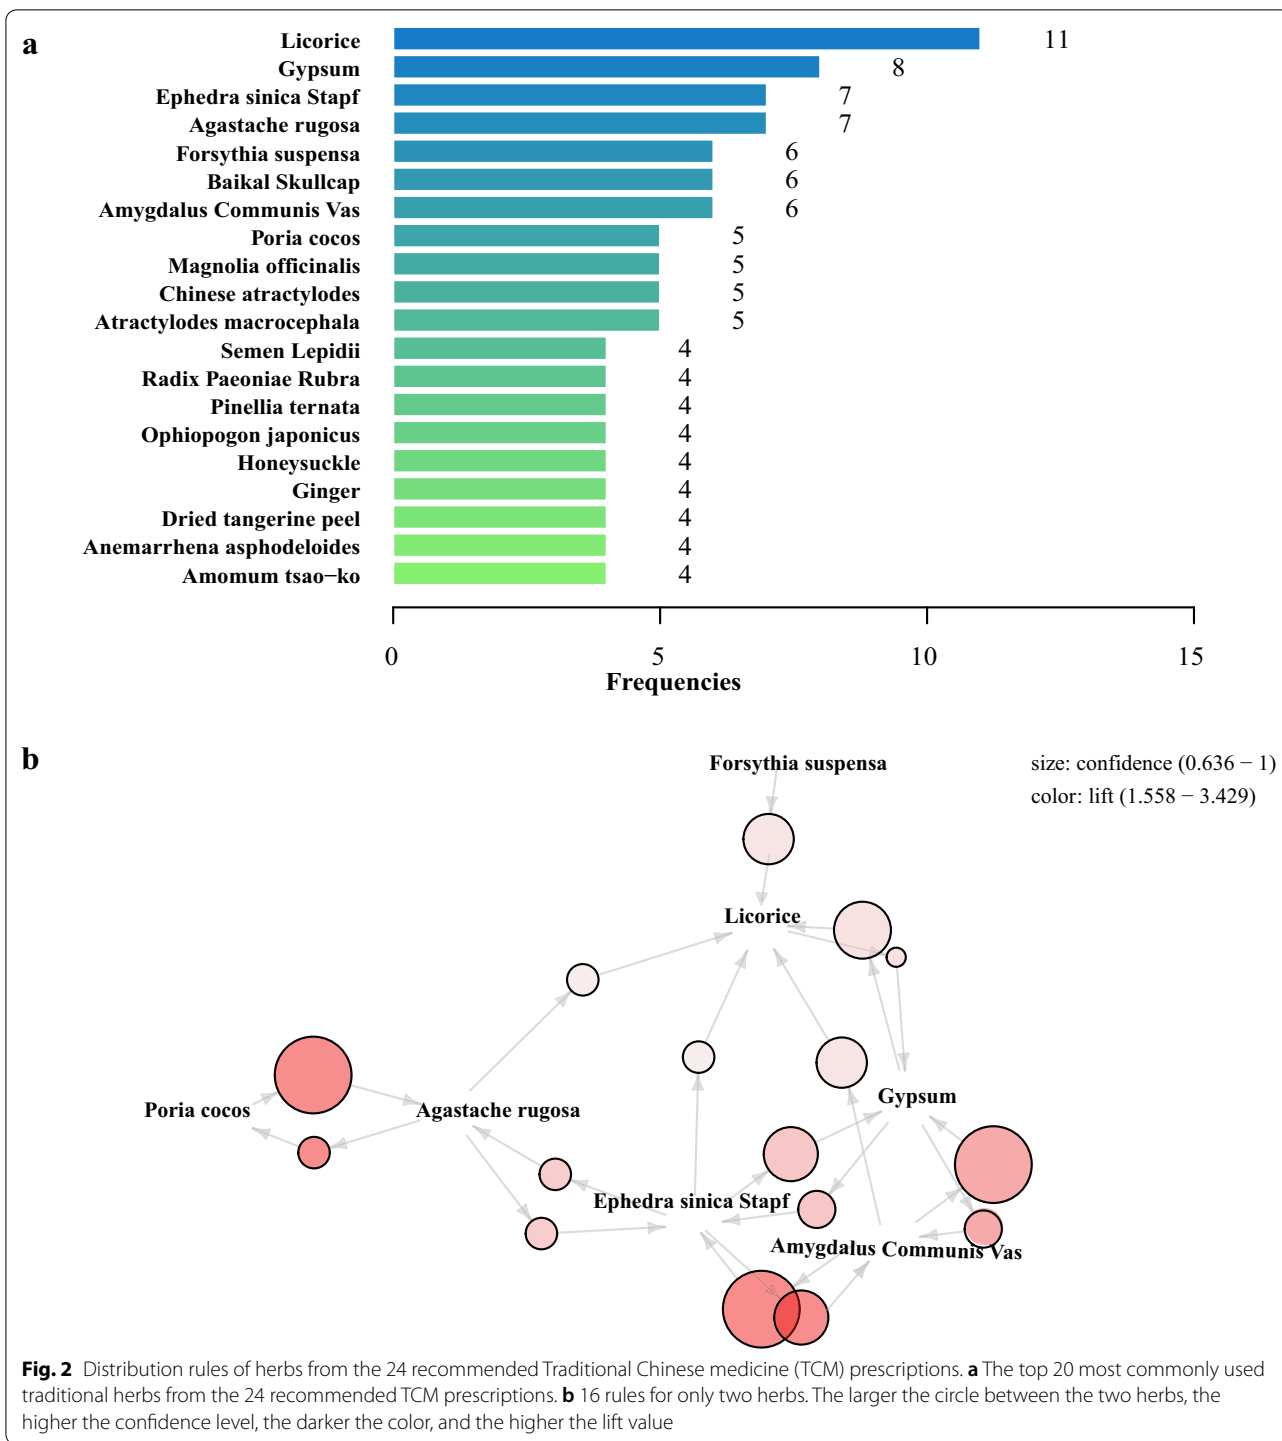 a
Licorice 11
Gypsum 8
Ephedra sinica Stapf 7
Agastache rugosa 7
Forsythia suspensa 6
Baikal Skullcap 6
Amygdalus Communis Vas 6
Poria cocos 5
Magnolia officinalis 5
Chinese atractylodes 5
Atractylodes macrocephala 5
Semen Lepidii 4
Radix Paeoniae Rubra 4
Pinellia ternata 4
Ophiopogon japonicus 4
Honeysuckle 4
Ginger 4
Dried tangerine peel 4
Anemarrhena asphodeloides 4
Amomum tsao−ko 4
0 5 10 15
Frequencies
b
Forsythia suspensa
size: confidence (0.636 − 1)
color: lift (1.558 − 3.429)
Licorice
Gypsum
Poria cocos
Agastache rugosa
Ephedra sinica Stapf
Amygdalus Communis Vas
Fig. 2 Distribution rules of herbs from the 24 recommended Traditional Chinese medicine (TCM) prescriptions. a The top 20 most commonly used
traditional herbs from the 24 recommended TCM prescriptions. b 16 rules for only two herbs. The larger the circle between the two herbs, the
higher the confidence level, the darker the color, and the higher the lift value